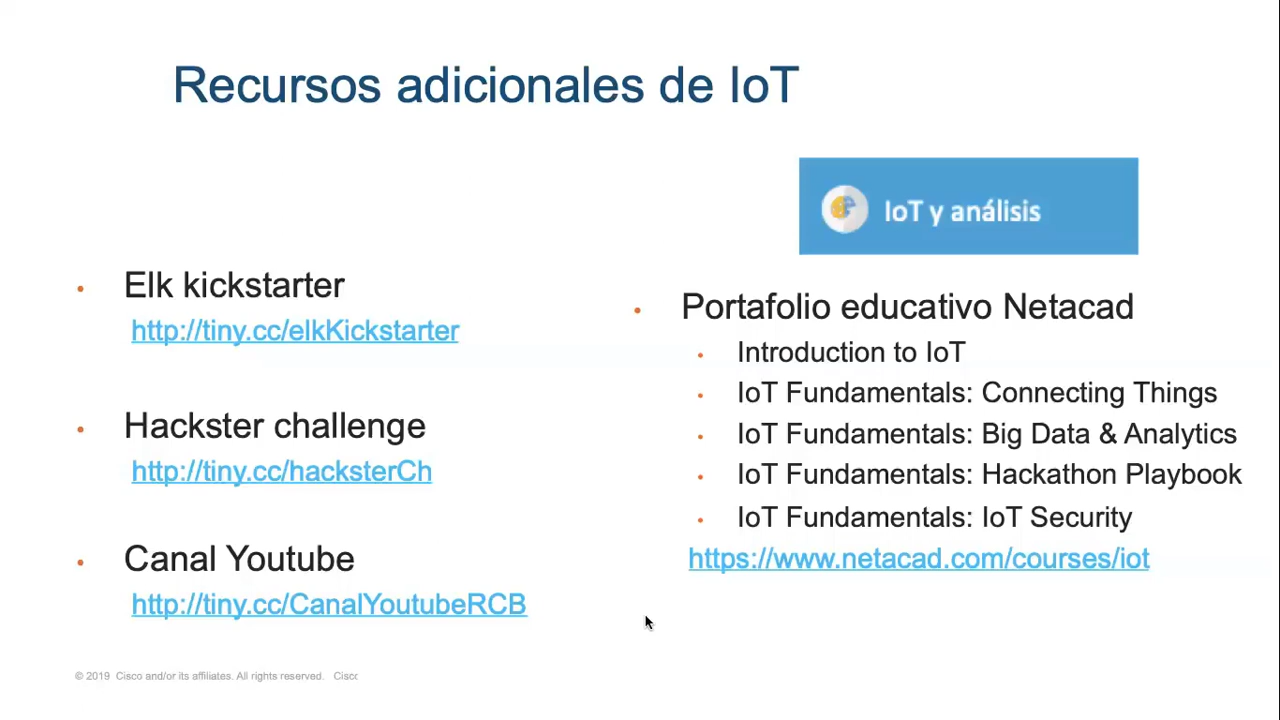 Recursos adicionales de IoT
IoT y análisis
Elk kickstarter
http://tiny.cc/elkKickstarter
Hackster challenge
http://tiny.cc/hacksterCh
Canal Youtube
http://tiny.cc/CanalYoutubeRCB
Portafolio educativo Netacad
Introduction to IoT
IoT Fundamentals: Connecting Things
IoT Fundamentals: Big Data & Analytics
IoT Fundamentals: Hackathon Playbook
IoT Fundamentals: IoT Security
https://www.netacad.com/courses/iot
© 2019 Cisco and/or its affiliates. All rights reserved. Cisco